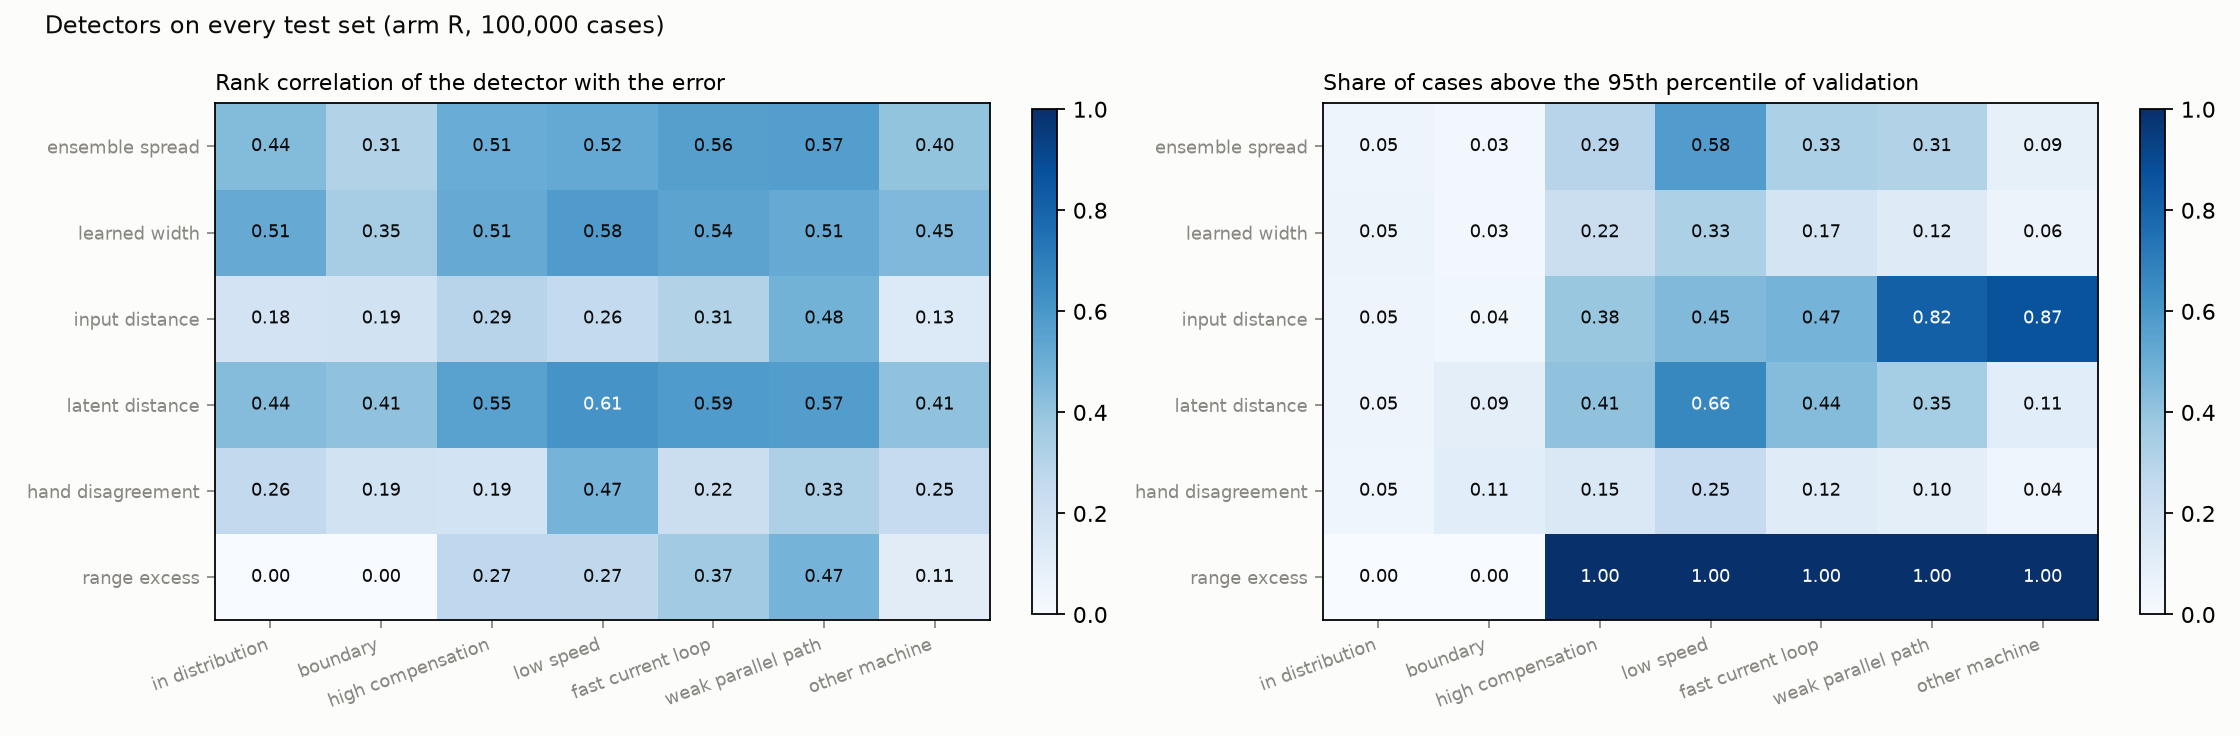 Detectors on every test set (arm R, 100,000 cases)
Rank correlation of the detector with the error
ensemble spread 0.44 0.31 0.51 0.52 0.56 0.57 0.40
learned width 0.51 0.35 0.51 0.58 0.54 0.51 0.45
input distance 0.18 0.19 0.29 0.26 0.31 0.48 0.13
latent distance 0.44 0.41 0.55 0.61 0.59 0.57 0.41
hand disagreement 0.26 0.19 0.19 0.47 0.22 0.33 0.25
range excess 0.00 0.00 0.27 0.27 0.37 0.47 0.11
in distribution
boundary
high compensation
low speed
fast current loop
weak parallel path
other machine
1.0
0.8
0.6
0.4
0.2
0.0
Share of cases above the 95th percentile of validation
ensemble spread 0.05 0.03 0.29 0.58 0.33 0.31 0.09
learned width 0.05 0.03 0.22 0.33 0.17 0.12 0.06
input distance 0.05 0.04 0.38 0.45 0.47 0.82 0.87
latent distance 0.05 0.09 0.41 0.66 0.44 0.35 0.11
hand disagreement 0.05 0.11 0.15 0.25 0.12 0.10 0.04
range excess 0.00 0.00 1.00 1.00 1.00 1.00 1.00
in distribution
boundary
high compensation
low speed
fast current loop
weak parallel path
other machine
1.0
0.8
0.6
0.4
0.2
0.0